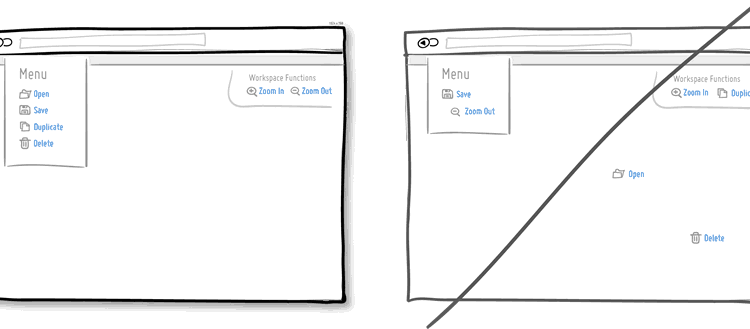 Menu
Open
Save
Duplicate
Delete
Workspace Functions
Zoom In Zoom Out
Menu
Save
Zoom Out
Workspace Functions
Zoom In Duplic
Open
Delete